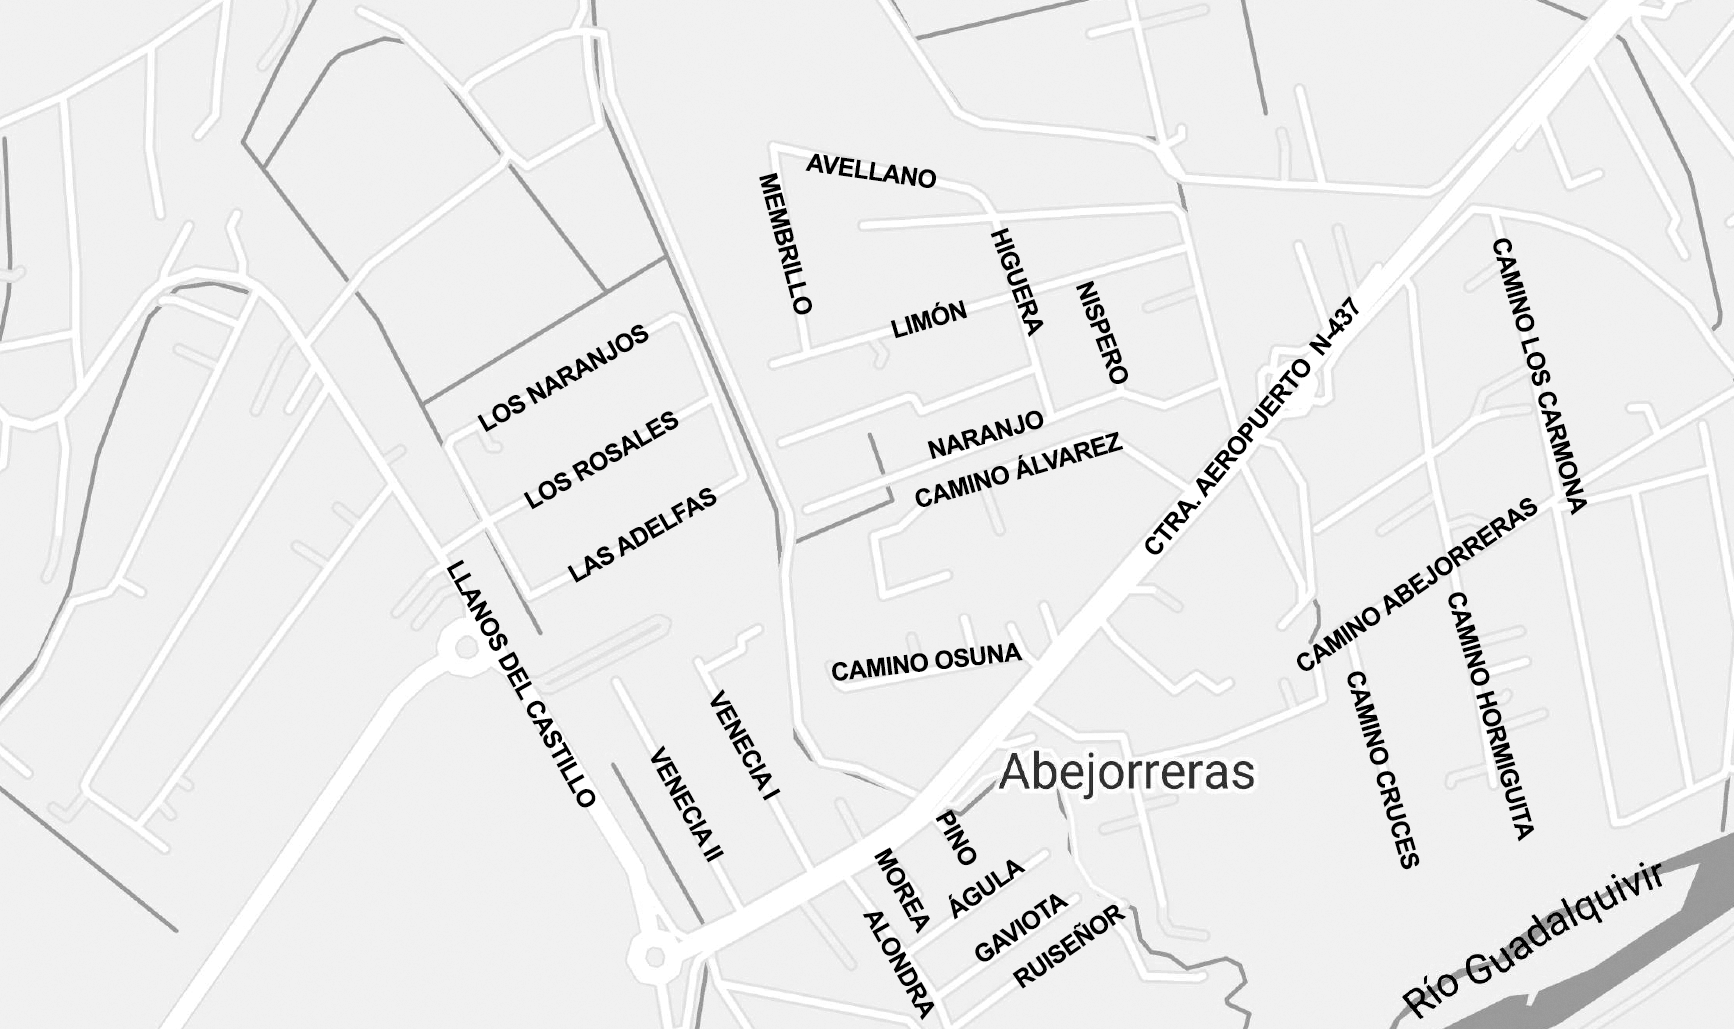 AVELLANO
MEMBRILLO
HIGUERA
LIMÓN
NISPERO
CTRA. AEROPUERTO N-437
CAMINO LOS CARMONA
LOS NARANJOS
LOS ROSALES
LAS ADELFAS
NARANJO
CAMINO ÁLVAREZ
CAMINO ABEJORRERAS
LLANOS DEL CASTILLO
CAMINO OSUNA
CAMINO HORMIGUITA
CAMINO CRUCES
VENECIA I
VENECIA II
Abejorreras
PINO
MOREA
ÁGULA
ALONDRA
GAVIOTA
RUISEÑOR
Río Guadalquivir